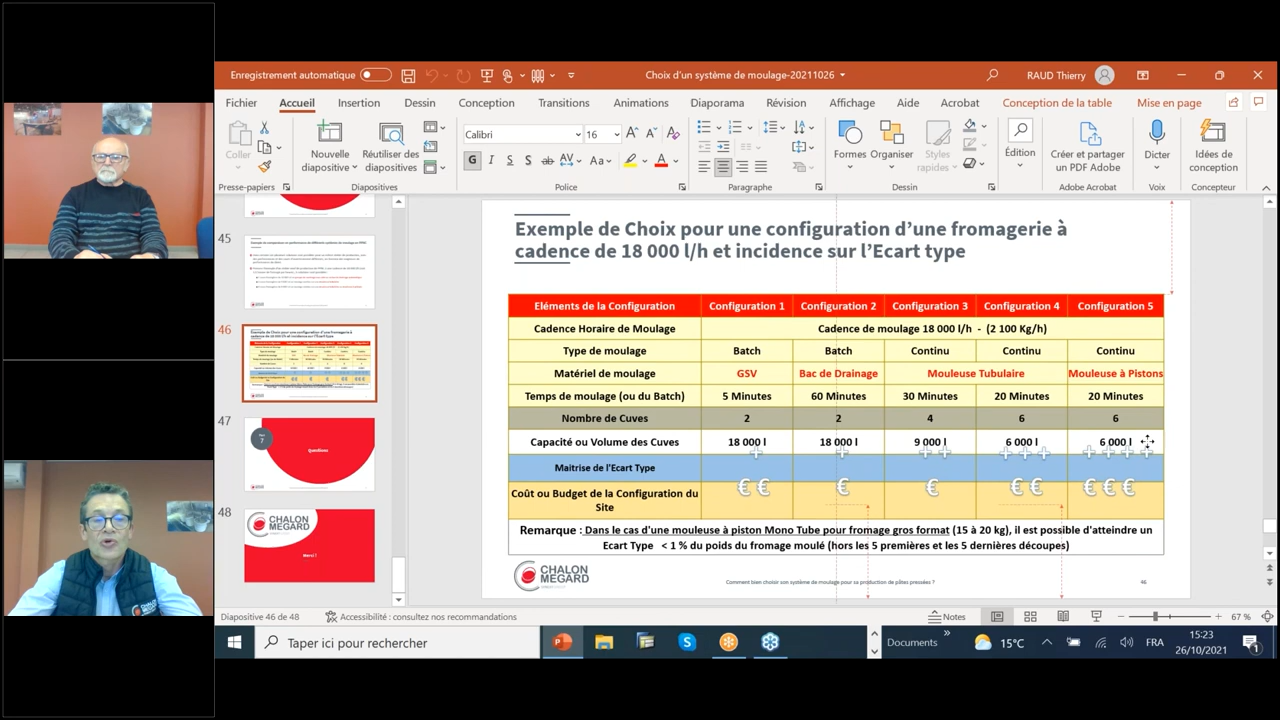 Enregistrement automatique
Choix d'un système de moulage-20211026
RAUD Thierry
Fichier
Accueil
Insertion
Dessin
Conception
Transitions
Animations
Diaporama
Révision
Affichage
Aide
Acrobat
Conception de la table
Mise en page
Coller
Nouvelle diapositive
Réutiliser des diapositives
Calibri
16
G I S S ab AV Aa A
Formes
Organiser
Styles rapides
Édition
Créer et partager un PDF Adobe
Dicter
Idées de conception
Presse-papiers
Diapositives
Police
Paragraphe
Dessin
Adobe Acrobat
Voix
Concepteur
45
46
47
Questions
48
CHALON MEGARD
Merci !
Exemple de Choix pour une configuration d'une fromagerie à
cadence de 18 000 l/h et incidence sur l'Ecart type
Eléments de la Configuration Configuration 1 Configuration 2 Configuration 3 Configuration 4 Configuration 5
Cadence Horaire de Moulage Cadence de moulage 18 000 l/h - (2 100 Kg/h)
Type de moulage Batch Batch Continu Continu Continu
Matériel de moulage GSV Bac de Drainage Mouleuse Tubulaire Mouleuse à Pistons
Temps de moulage (ou du Batch) 5 Minutes 60 Minutes 30 Minutes 20 Minutes 20 Minutes
Nombre de Cuves 2 2 4 6 6
Capacité ou Volume des Cuves 18 000 l 18 000 l 9 000 l 6 000 l 6 000 l
+ + + + + + + + + + +
Maitrise de l'Ecart Type
€ € € € € € € € €
Coût ou Budget de la Configuration du
Site
Remarque : Dans le cas d'une mouleuse à piston Mono Tube pour fromage gros format (15 à 20 kg), il est possible d'atteindre un
Ecart Type < 1 % du poids du fromage moulé (hors les 5 premières et les 5 dernières découpes)
CHALON
MEGARD
Comment bien choisir son système de moulage pour sa production de pâtes pressées ?
46
Diapositive 46 de 48
Accessibilité : consultez nos recommandations
Notes
67 %
Taper ici pour rechercher
Documents
15°C
FRA
15:23
26/10/2021
1
CHALON
MEGARD